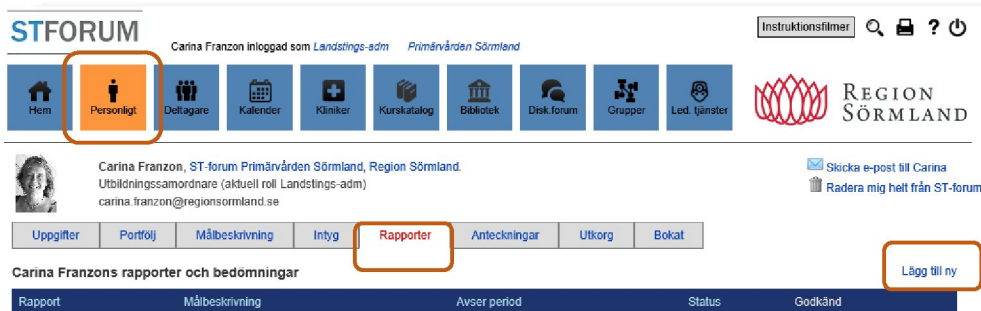 STFORUM
Carina Franzon inloggad som Landstings-adm Primärvården Sörmland
Instruktionsfilmer ?
Hem Personligt Deltagare Kalender Kliniker Kurskatalog Bibliotek Disk.forum Grupper Led. tjänster
REGION
SÖRMLAND
Carina Franzon, ST-forum Primärvården Sörmland, Region Sörmland.
Utbildningssamordnare (aktuell roll Landstings-adm)
carina.franzon@regionsormland.se
Skicka e-post till Carina
Radera mig helt från ST-forum
Uppgifter Portfölj Målbeskrivning Intyg Rapporter Anteckningar Utkorg Bokat
Carina Franzons rapporter och bedömningar
Lägg till ny
Rapport Målbeskrivning Avser period Status Godkänd